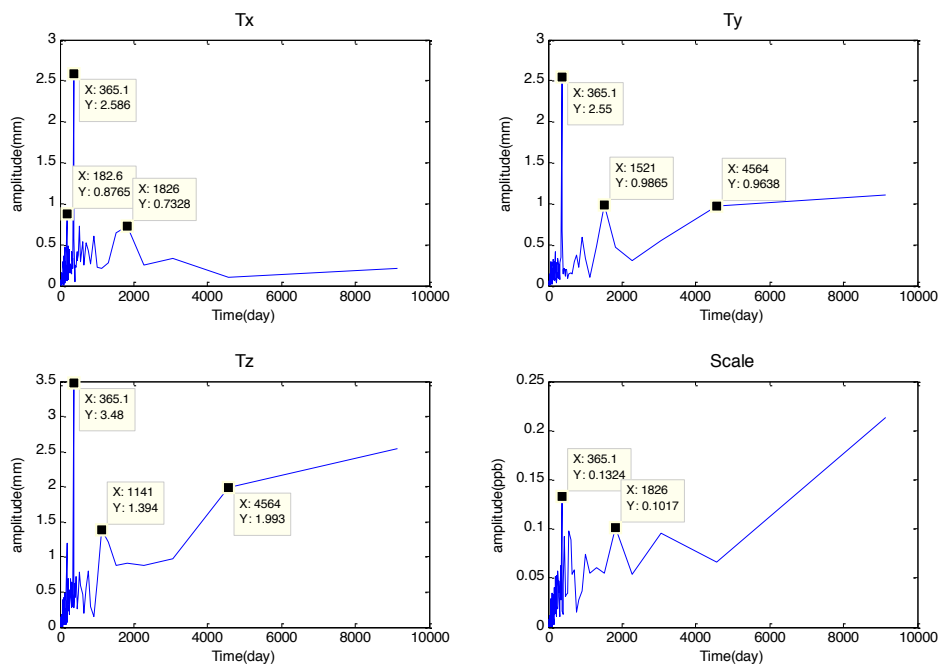 Tx
amplitude(mm)
3
2.5
2
1.5
1
0.5
0
X: 365.1
Y: 2.586
X: 182.6
Y: 0.8765
X: 1826
Y: 0.7328
0 2000 4000 6000 8000 10000
Time(day)
Ty
amplitude(mm)
3
2.5
2
1.5
1
0.5
0
X: 365.1
Y: 2.55
X: 1521
Y: 0.9865
X: 4564
Y: 0.9638
0 2000 4000 6000 8000 10000
Time(day)
Tz
amplitude(mm)
3.5
3
2.5
2
1.5
1
0.5
0
X: 365.1
Y: 3.48
X: 1141
Y: 1.394
X: 4564
Y: 1.993
0 2000 4000 6000 8000 10000
Time(day)
Scale
amplitude(ppb)
0.25
0.2
0.15
0.1
0.05
0
X: 365.1
Y: 0.1324
X: 1826
Y: 0.1017
0 2000 4000 6000 8000 10000
Time(day)